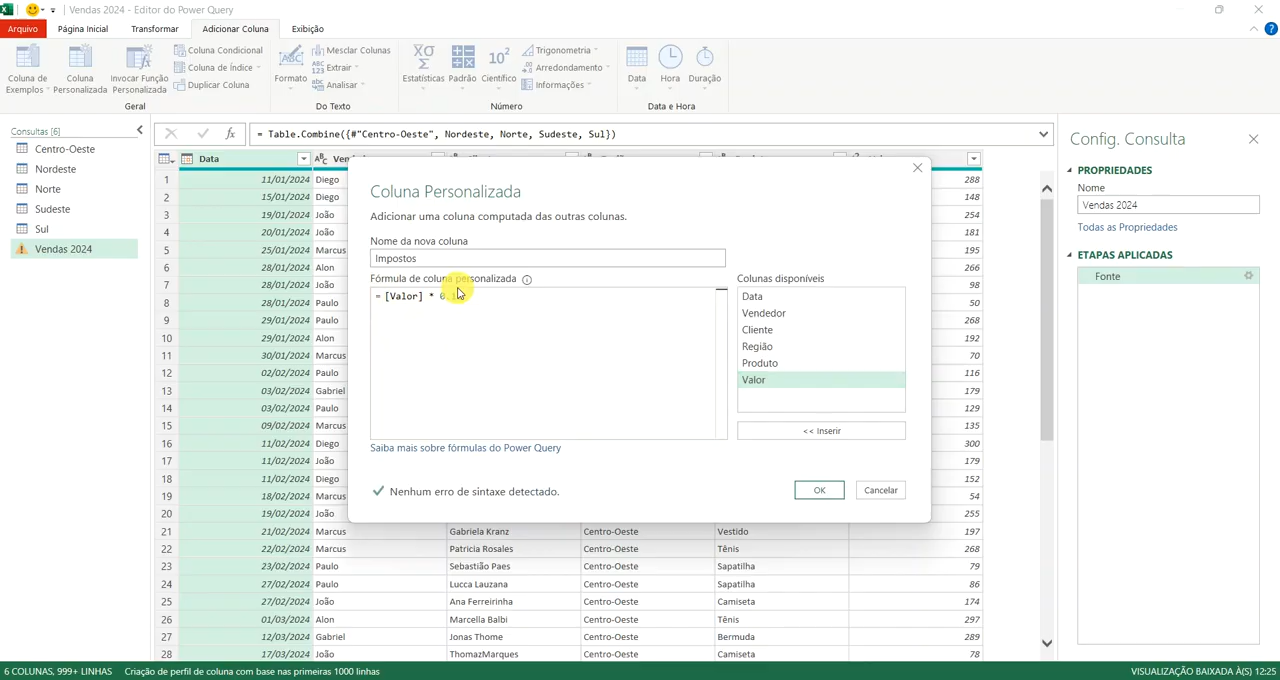 Vendas 2024 - Editor do Power Query
Arquivo
Página Inicial
Transformar
Adicionar Coluna
Exibição
Coluna de Exemplos
Coluna Personalizada
Invocar Função Personalizada
Coluna Condicional
Coluna de Índice
Duplicar Coluna
Geral
Formato
Mesclar Colunas
Extrair
Analisar
Do Texto
Estatísticas
Padrão
Científico
Trigonometria
Arredondamento
Informações
Número
Data
Hora
Duração
Data e Hora
Consultas [6]
Centro-Oeste
Nordeste
Norte
Sudeste
Sul
Vendas 2024
= Table.Combine({#"Centro-Oeste", Nordeste, Norte, Sudeste, Sul})
Data
1 11/01/2024 Diego 288
2 15/01/2024 Diego 148
3 19/01/2024 João 254
4 20/01/2024 João 181
5 25/01/2024 Marcus 195
6 28/01/2024 Alon 266
7 28/01/2024 João 98
8 28/01/2024 Paulo 50
9 29/01/2024 Paulo 268
10 29/01/2024 Alon 192
11 30/01/2024 Marcus 70
12 02/02/2024 Paulo 116
13 03/02/2024 Gabriel 179
14 03/02/2024 Paulo 129
15 09/02/2024 Marcus 135
16 11/02/2024 Diego 300
17 11/02/2024 João 179
18 11/02/2024 Diego 152
19 18/02/2024 Marcus 54
20 19/02/2024 João 255
21 21/02/2024 Marcus Gabriela Kranz Centro-Oeste Vestido 197
22 22/02/2024 Marcus Patricia Rosales Centro-Oeste Tênis 268
23 23/02/2024 Paulo Sebastião Paes Centro-Oeste Sapatilha 79
24 27/02/2024 Paulo Lucca Lauzana Centro-Oeste Sapatilha 86
25 27/02/2024 João Ana Ferreirinha Centro-Oeste Camiseta 174
26 01/03/2024 Alon Marcella Balbi Centro-Oeste Tênis 297
27 12/03/2024 Gabriel Jonas Thome Centro-Oeste Bermuda 289
28 17/03/2024 João ThomazMarques Centro-Oeste Camiseta 78
Coluna Personalizada
Adicionar uma coluna computada das outras colunas.
Nome da nova coluna
Impostos
Fórmula de coluna personalizada
= [Valor] *
Colunas disponíveis
Data
Vendedor
Cliente
Região
Produto
Valor
<< Inserir
Saiba mais sobre fórmulas do Power Query
Nenhum erro de sintaxe detectado.
OK
Cancelar
Config. Consulta
PROPRIEDADES
Nome
Vendas 2024
Todas as Propriedades
ETAPAS APLICADAS
Fonte
6 COLUNAS, 999+ LINHAS
Criação de perfil de coluna com base nas primeiras 1000 linhas
VISUALIZAÇÃO BAIXADA À(S) 12:25